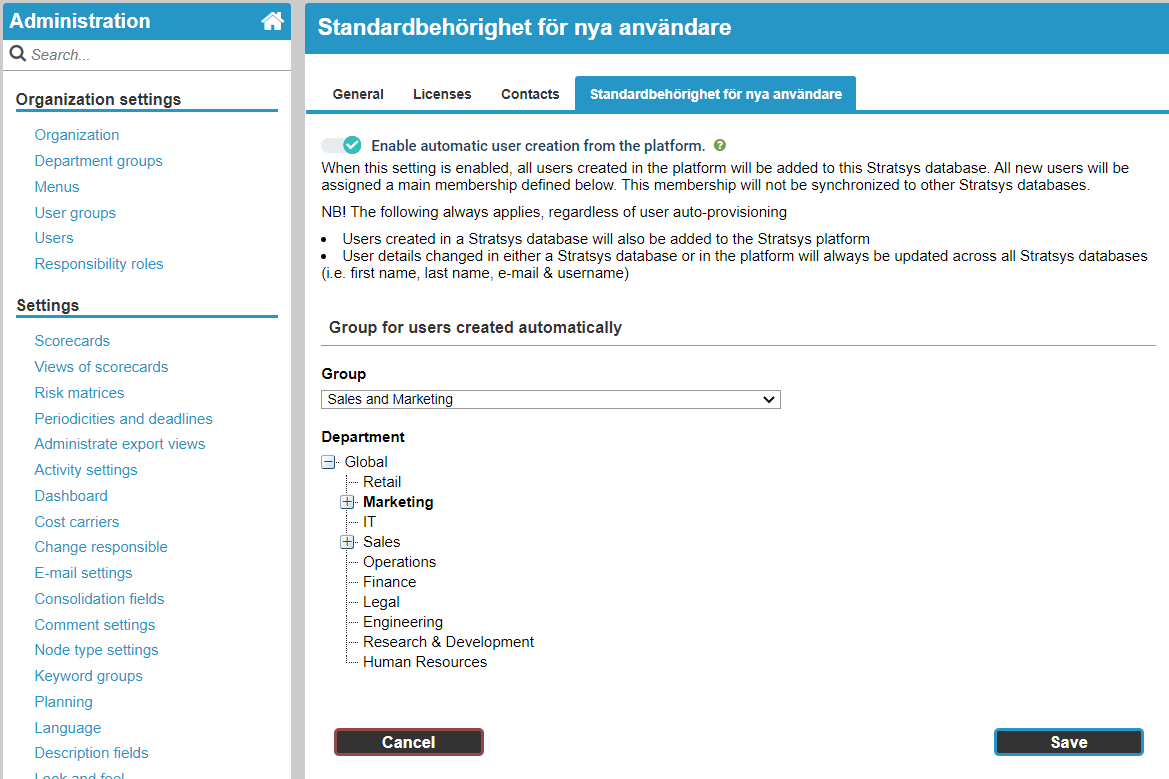 Administration
Search...
Organization settings
Organization
Department groups
Menus
User groups
Users
Responsibility roles
Settings
Scorecards
Views of scorecards
Risk matrices
Periodicities and deadlines
Administrate export views
Activity settings
Dashboard
Cost carriers
Change responsible
E-mail settings
Consolidation fields
Comment settings
Node type settings
Keyword groups
Planning
Language
Description fields
Look and feel
Standardbehörighet för nya användare
General Licenses Contacts Standardbehörighet för nya användare
Enable automatic user creation from the platform. ?
When this setting is enabled, all users created in the platform will be added to this Stratsys database. All new users will be
assigned a main membership defined below. This membership will not be synchronized to other Stratsys databases.
NB! The following always applies, regardless of user auto-provisioning
• Users created in a Stratsys database will also be added to the Stratsys platform
• User details changed in either a Stratsys database or in the platform will always be updated across all Stratsys databases
(i.e. first name, last name, e-mail & username)
Group for users created automatically
Group
Sales and Marketing
Department
Global
Retail
Marketing
IT
Sales
Operations
Finance
Legal
Engineering
Research & Development
Human Resources
Cancel Save